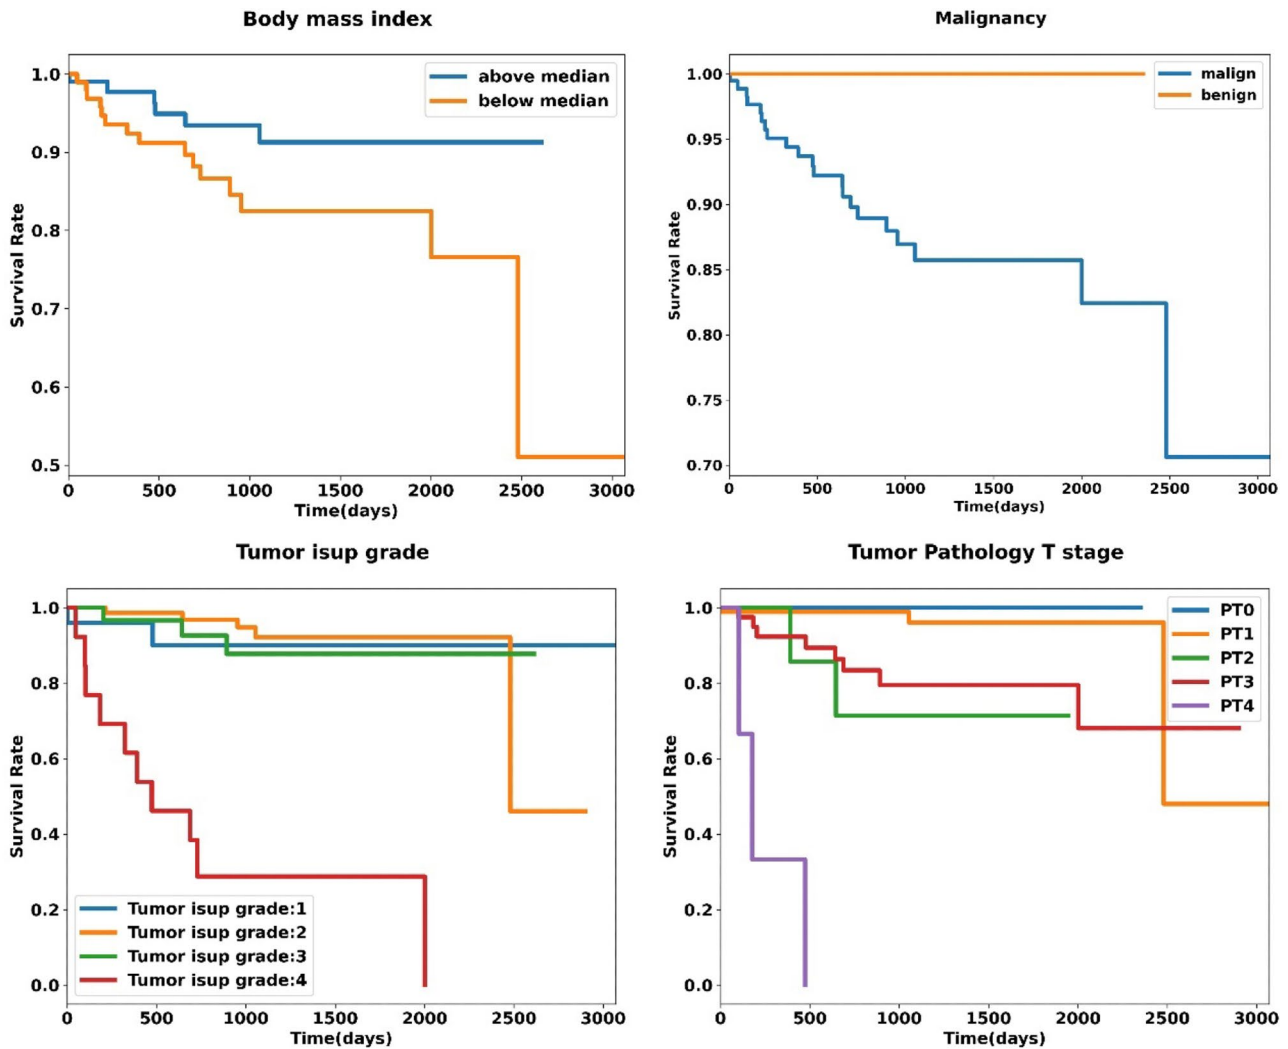 Body mass index
1.0
0.9
0.8
0.7
0.6
0.5
Survival Rate
above median
below median
0 500 1000 1500 2000 2500 3000
Time(days)
Malignancy
1.00
0.95
0.90
0.85
0.80
0.75
0.70
Survival Rate
malign
benign
0 500 1000 1500 2000 2500 3000
Time(days)
Tumor isup grade
1.0
0.8
0.6
0.4
0.2
0.0
Survival Rate
Tumor isup grade:1
Tumor isup grade:2
Tumor isup grade:3
Tumor isup grade:4
0 500 1000 1500 2000 2500 3000
Time(days)
Tumor Pathology T stage
1.0
0.8
0.6
0.4
0.2
0.0
Survival Rate
PT0
PT1
PT2
PT3
PT4
0 500 1000 1500 2000 2500 3000
Time(days)